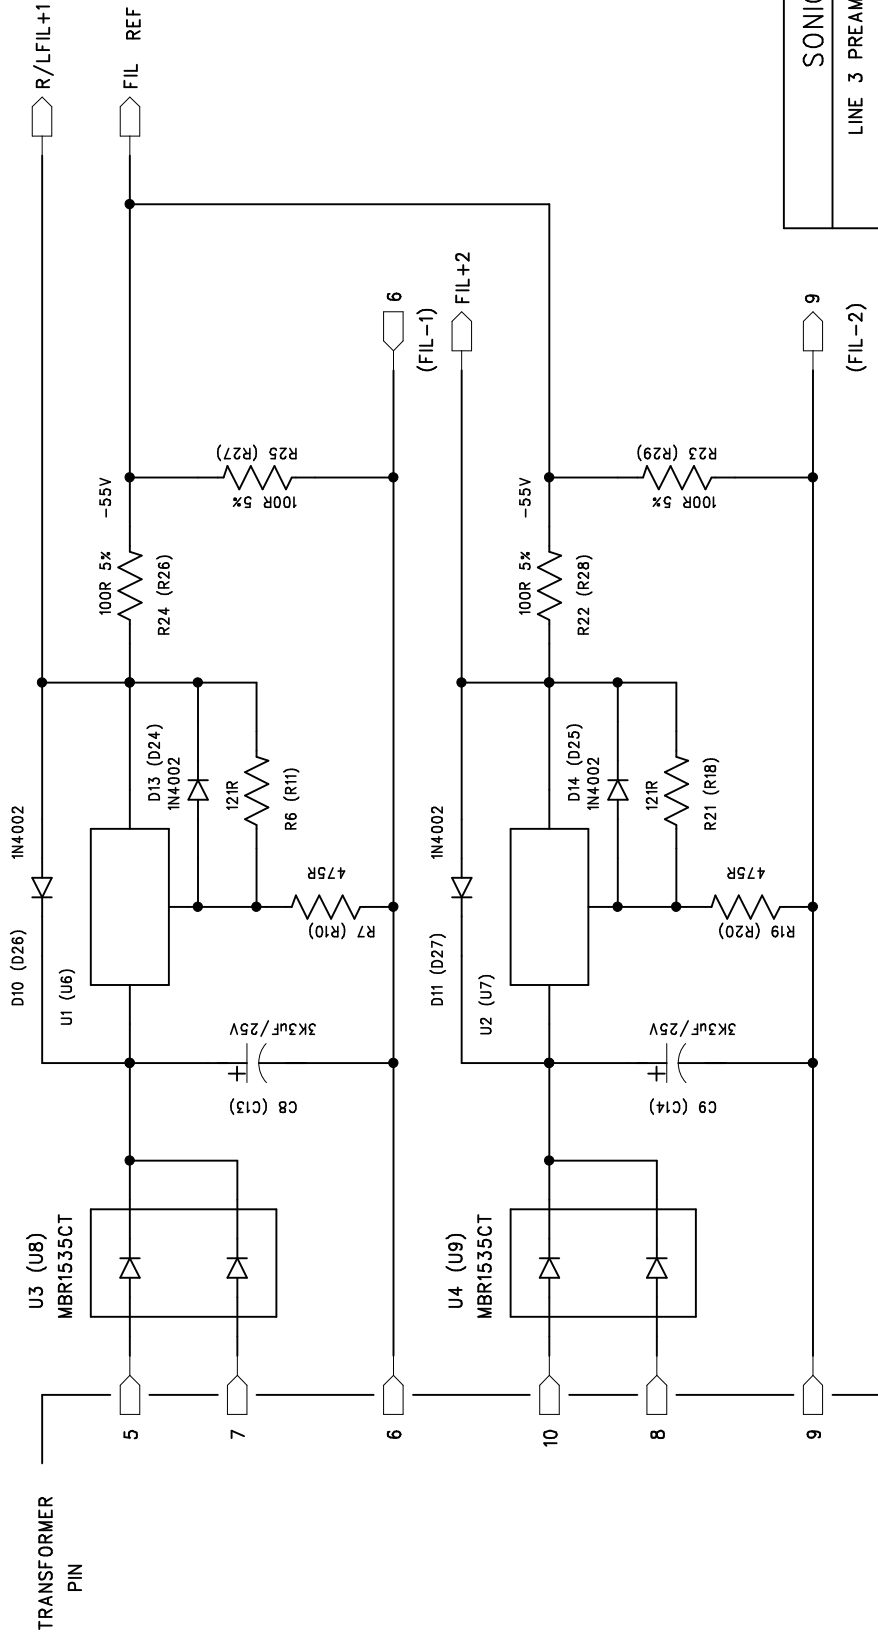 R/LFIL+1
FIL REF
SONIC
LINE 3 PREAM
6
(FIL-1)
FIL+2
9
(FIL-2)
-55V
R25 (R27)
100R 5%
100R 5%
R24 (R26)
-55V
R23 (R29)
100R 5%
100R 5%
R22 (R28)
1N4002
D10 (D26)
D13 (D24)
1N4002
121R
R6 (R11)
475R
R7 (R10)
U1 (U6)
1N4002
D11 (D27)
D14 (D25)
1N4002
121R
R21 (R18)
475R
R19 (R20)
U2 (U7)
3K3uF/25V
+
C8 (C13)
3K3uF/25V
+
C9 (C14)
U3 (U8)
MBR1535CT
U4 (U9)
MBR1535CT
5
7
6
10
8
9
TRANSFORMER
PIN